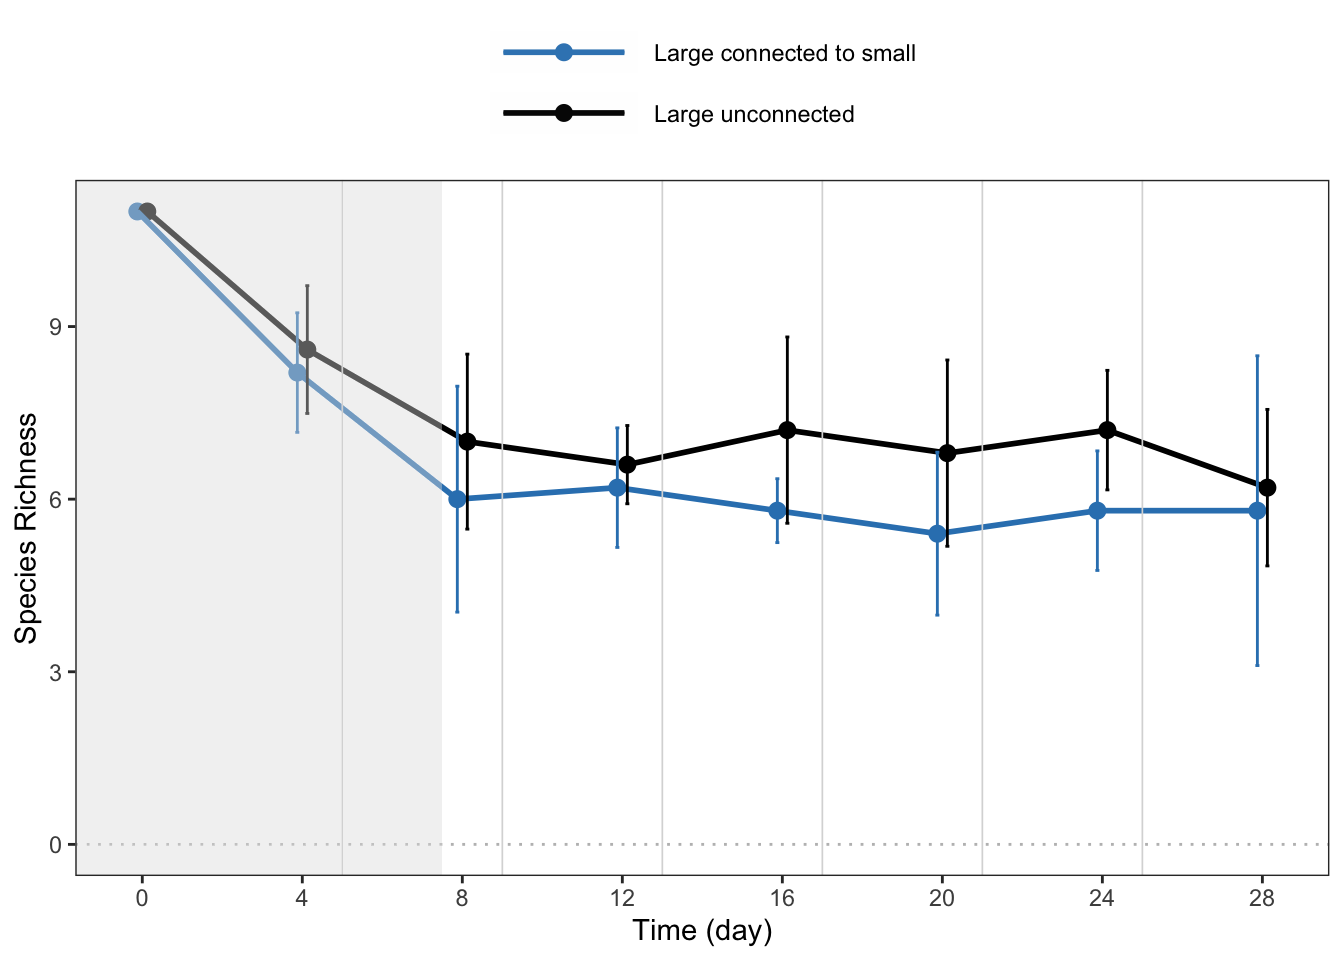 Large connected to small
Large unconnected
9
6
3
0
Species Richness
0 4 8 12 16 20 24 28
Time (day)